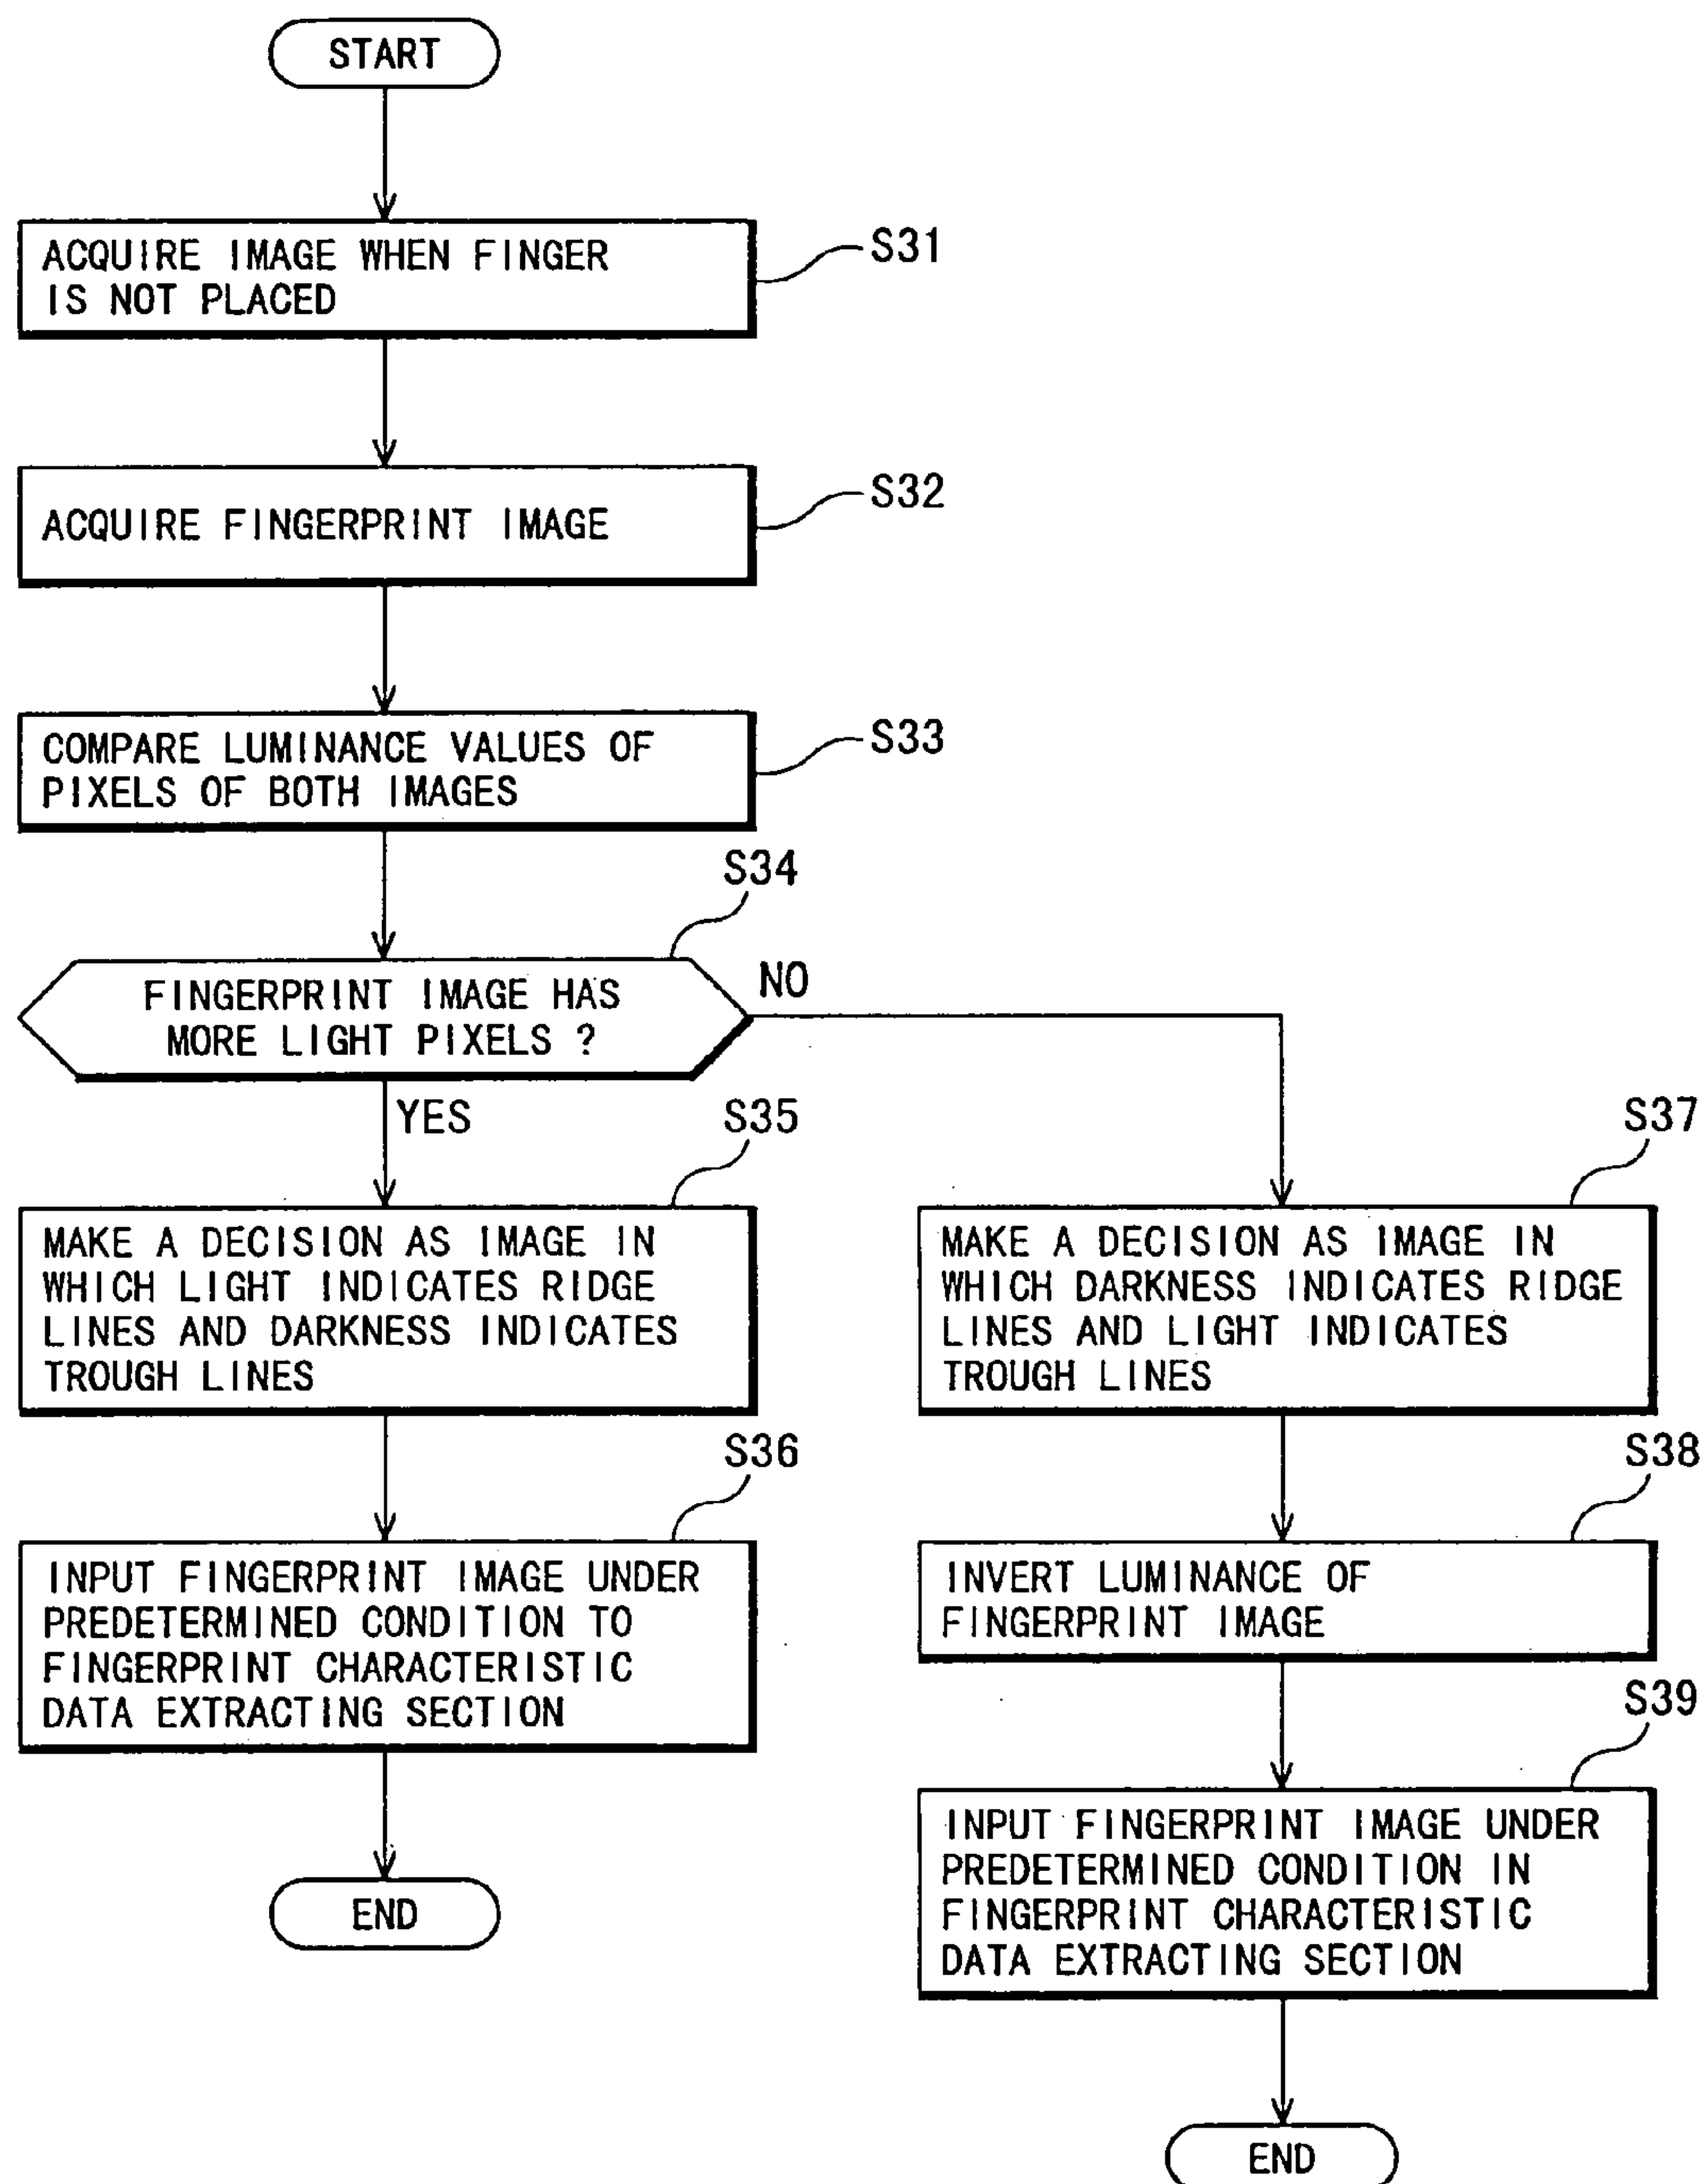 START
ACQUIRE IMAGE WHEN FINGER
IS NOT PLACED
S31
ACQUIRE FINGERPRINT IMAGE
S32
COMPARE LUMINANCE VALUES OF
PIXELS OF BOTH IMAGES
S33
S34
FINGERPRINT IMAGE HAS
MORE LIGHT PIXELS ?
NO
YES
S35
MAKE A DECISION AS IMAGE IN
WHICH LIGHT INDICATES RIDGE
LINES AND DARKNESS INDICATES
TROUGH LINES
S36
INPUT FINGERPRINT IMAGE UNDER
PREDETERMINED CONDITION TO
FINGERPRINT CHARACTERISTIC
DATA EXTRACTING SECTION
END
S37
MAKE A DECISION AS IMAGE IN
WHICH DARKNESS INDICATES RIDGE
LINES AND LIGHT INDICATES
TROUGH LINES
S38
INVERT LUMINANCE OF
FINGERPRINT IMAGE
S39
INPUT FINGERPRINT IMAGE UNDER
PREDETERMINED CONDITION IN
FINGERPRINT CHARACTERISTIC
DATA EXTRACTING SECTION
END